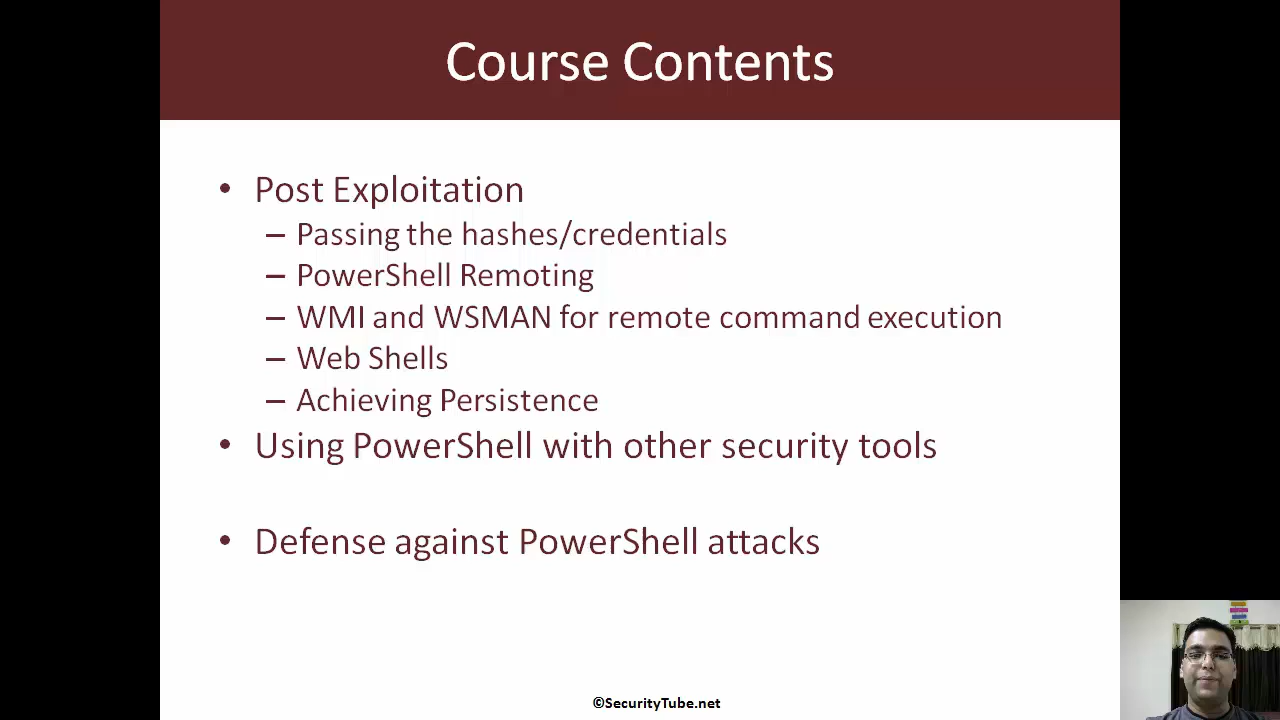 Course Contents
• Post Exploitation
– Passing the hashes/credentials
– PowerShell Remoting
– WMI and WSMAN for remote command execution
– Web Shells
– Achieving Persistence
• Using PowerShell with other security tools
• Defense against PowerShell attacks
©SecurityTube.net